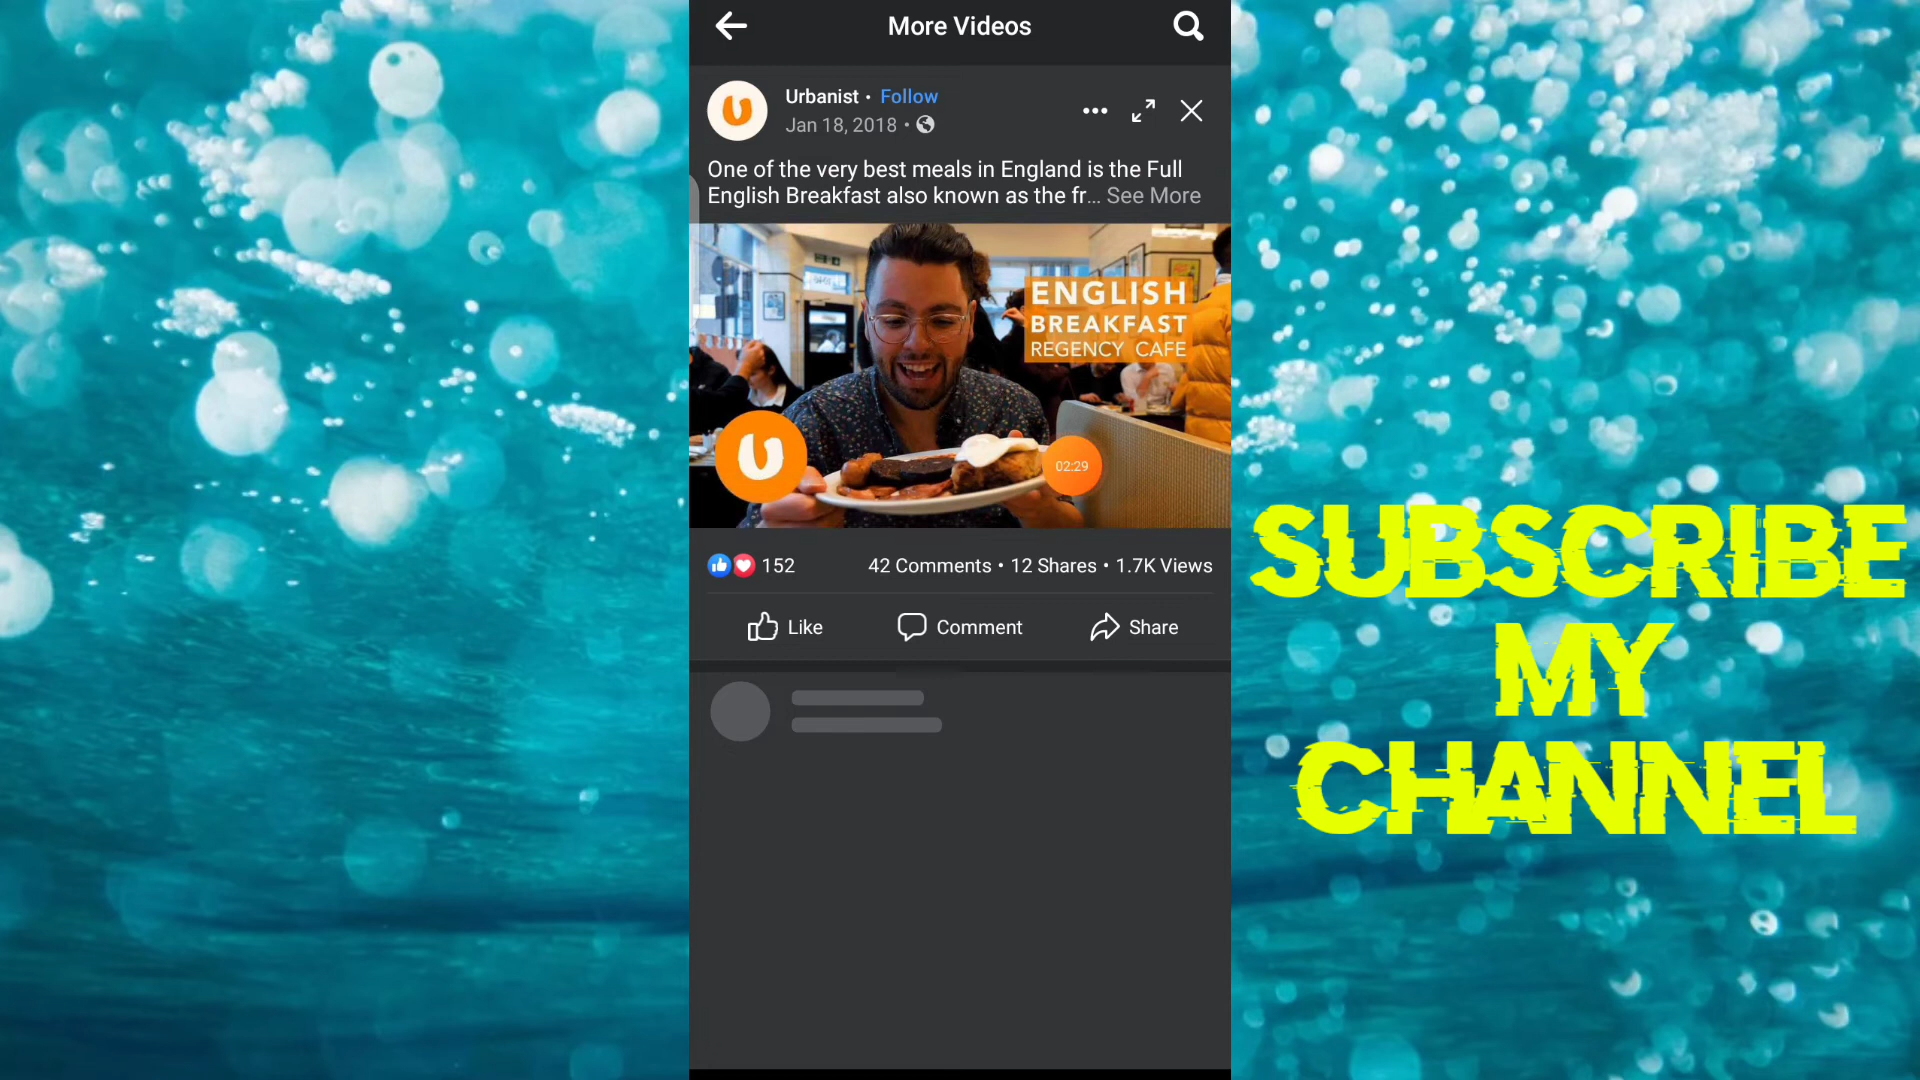 More Videos
Urbanist • Follow
Jan 18, 2018 •
One of the very best meals in England is the Full
English Breakfast also known as the fr... See More
ENGLISH
BREAKFAST
REGENCY CAFE
02:29
152
42 Comments • 12 Shares • 1.7K Views
Like
Comment
Share
SUBSCRIBE
MY
CHANNEL